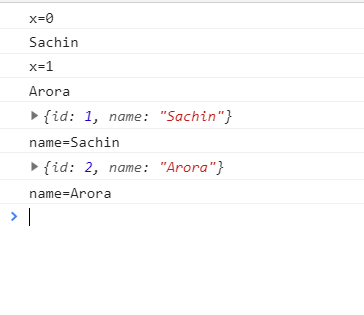 x=0
Sachin
x=1
Arora
{id: 1, name: "Sachin"}
name=Sachin
{id: 2, name: "Arora"}
name=Arora